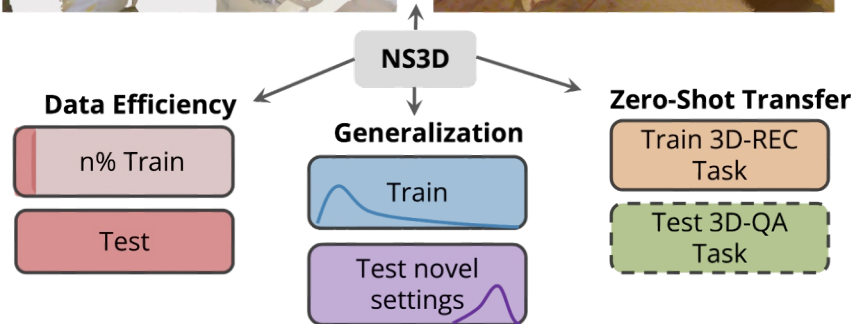 NS3D
Data Efficiency
n% Train
Test
Generalization
Train
Test novel
settings
Zero-Shot Transfer
Train 3D-REC
Task
Test 3D-QA
Task